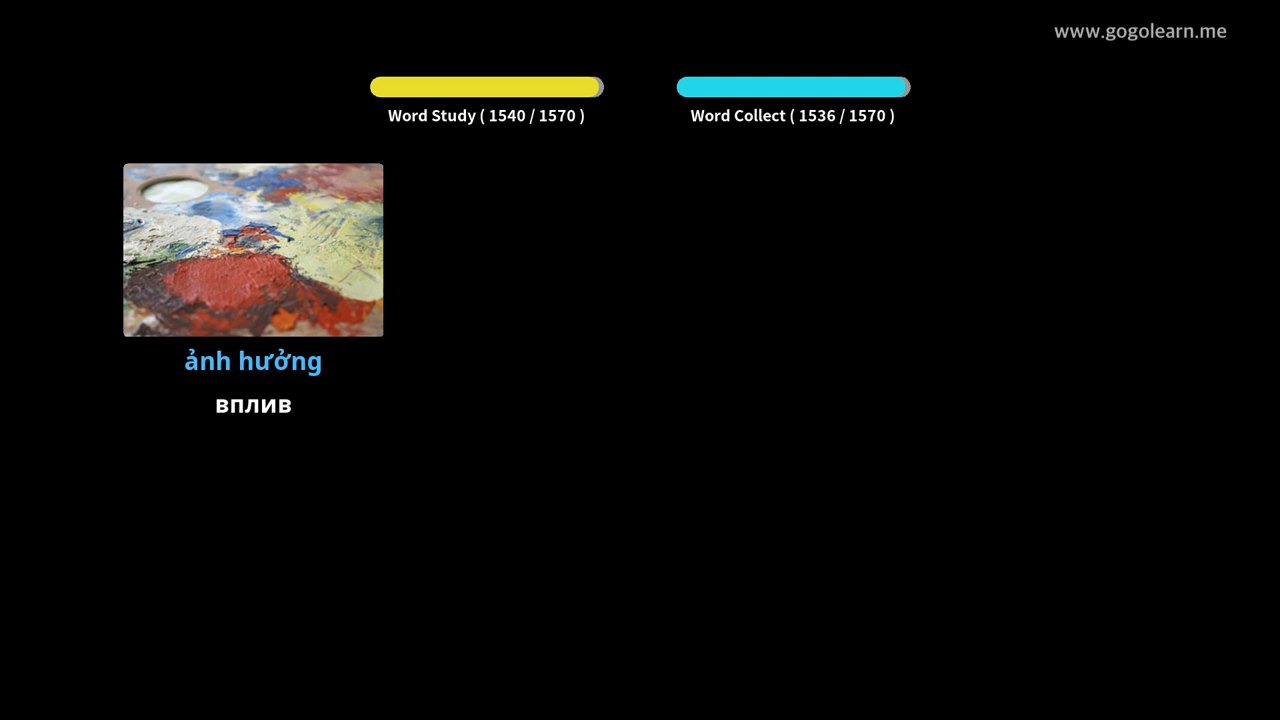 www.gogolearn.me
Word Study ( 1540 / 1570 )
Word Collect ( 1536 / 1570 )
ảnh hưởng
вплив